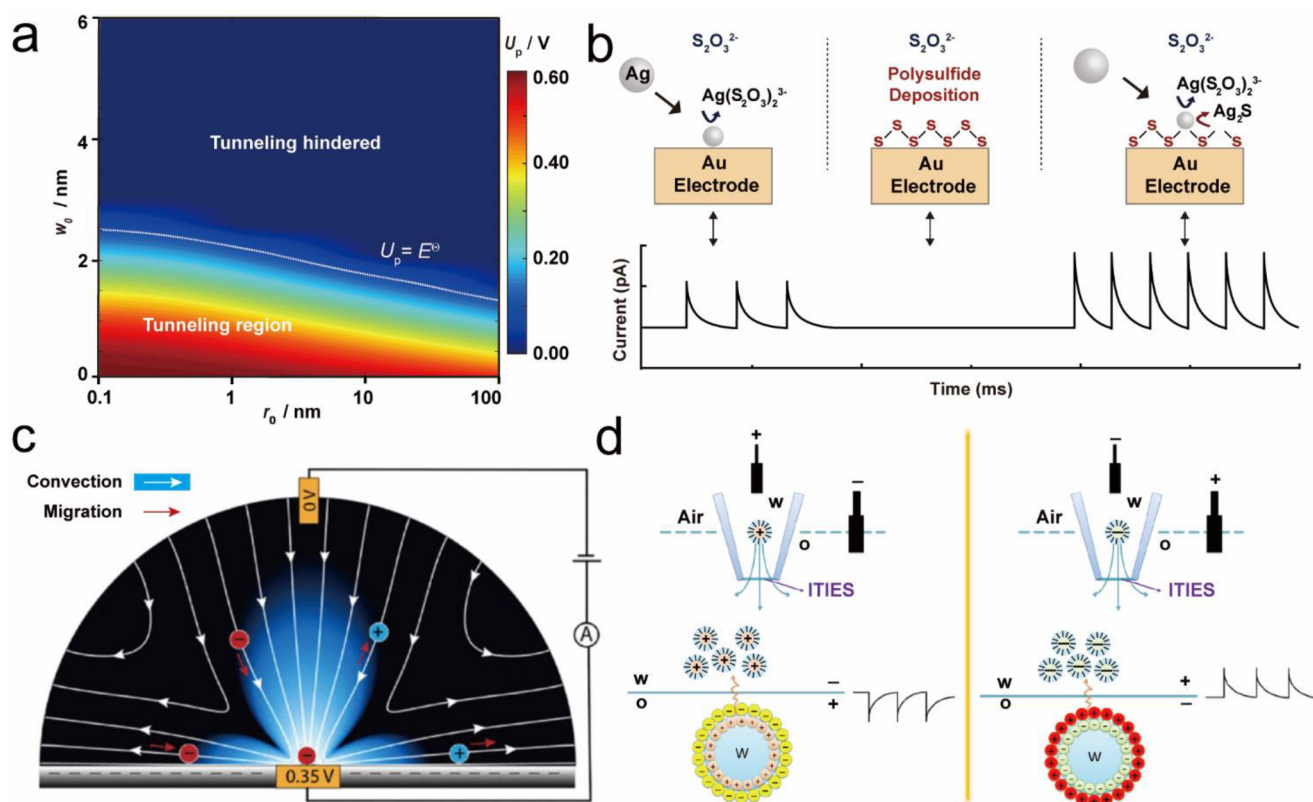 a
6
4
2
0
w₀ / nm
Tunneling hindered
Uₚ = E^Θ
Tunneling region
0.1
1
10
100
r₀ / nm
Uₚ / V
0.60
0.40
0.20
0.00
b
S₂O₃²⁻
S₂O₃²⁻
S₂O₃²⁻
Ag
Ag(S₂O₃)₂³⁻
Polysulfide
Deposition
Ag(S₂O₃)₂³⁻
Ag₂S
S S S S S S S
S S S S S S
Au
Electrode
Au
Electrode
Au
Electrode
Current (pA)
Time (ms)
c
Convection
Migration
0V
A
− +
− − +
0.35 V
d
+
−
w
Air
o
+
ITIES
−
+
w
Air
o
−
ITIES
+ + + + +
w −
o +
W
− − − − −
w +
o −
W